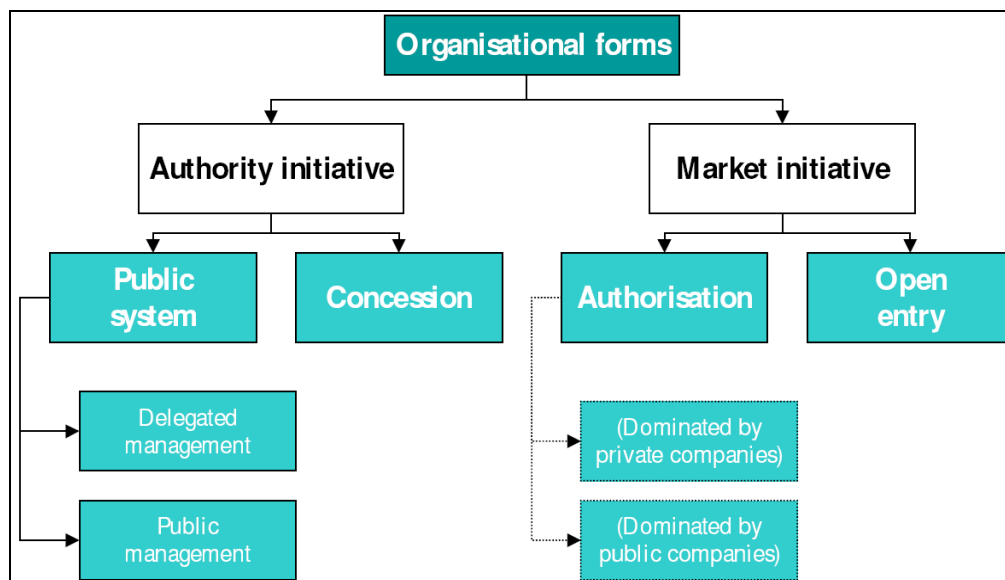 Organisational forms
Authority initiative
Market initiative
Public
system
Concession
Authorisation
Open
entry
Delegated
management
(Dominated by
private companies)
Public
management
(Dominated by
public companies)